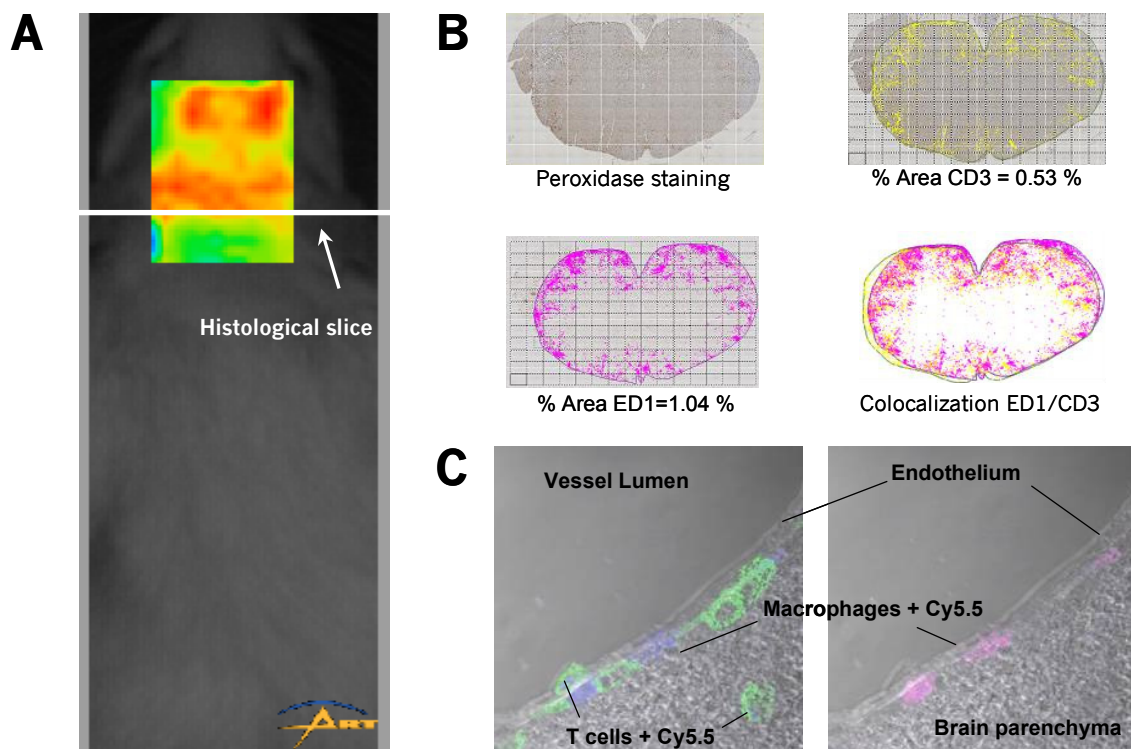 A
Histological slice
ART
B
Peroxidase staining
% Area CD3 = 0.53 %
% Area ED1=1.04 %
Colocalization ED1/CD3
C
Vessel Lumen
Endothelium
Macrophages + Cy5.5
T cells + Cy5.5
Brain parenchyma